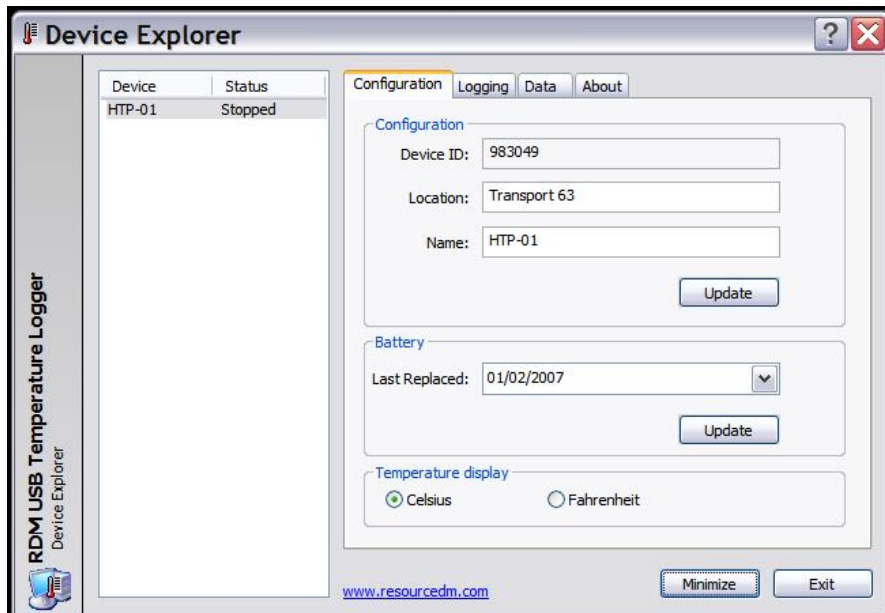 Device Explorer
Device Status
HTP-01 Stopped
RDM USB Temperature Logger
Device Explorer
Configuration Logging Data About
Configuration
Device ID: 983049
Location: Transport 63
Name: HTP-01
Update
Battery
Last Replaced: 01/02/2007
Update
Temperature display
Celsius Fahrenheit
www.resourcedm.com
Minimize Exit